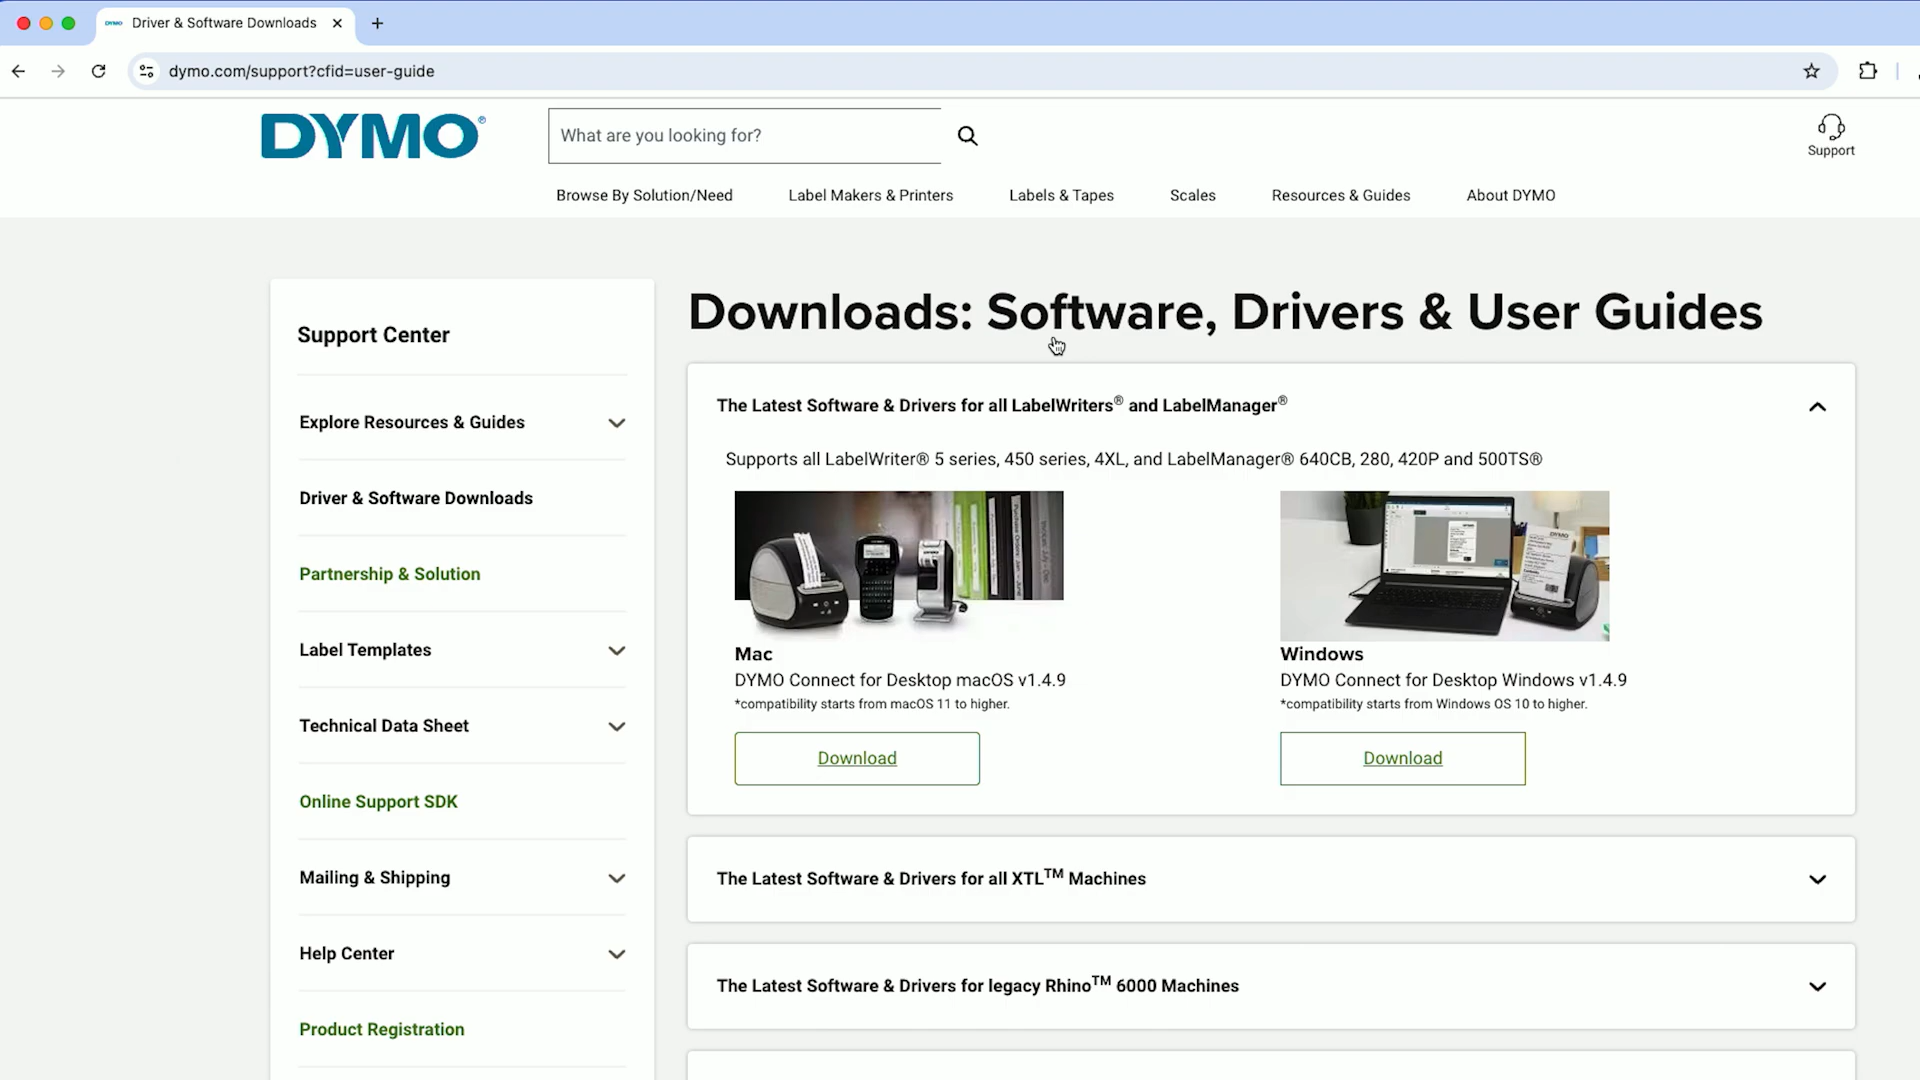 DYMO
Driver & Software Downloads
dymo.com/support?cfid=user-guide
DYMO®
What are you looking for?
Support
Browse By Solution/Need
Label Makers & Printers
Labels & Tapes
Scales
Resources & Guides
About DYMO
Support Center
Explore Resources & Guides
Driver & Software Downloads
Partnership & Solution
Label Templates
Technical Data Sheet
Online Support SDK
Mailing & Shipping
Help Center
Product Registration
Downloads: Software, Drivers & User Guides
The Latest Software & Drivers for all LabelWriters® and LabelManager®
Supports all LabelWriter® 5 series, 450 series, 4XL, and LabelManager® 640CB, 280, 420P and 500TS®
Mac
DYMO Connect for Desktop macOS v1.4.9
*compatibility starts from macOS 11 to higher.
Download
Windows
DYMO Connect for Desktop Windows v1.4.9
*compatibility starts from Windows OS 10 to higher.
Download
The Latest Software & Drivers for all XTL™ Machines
The Latest Software & Drivers for legacy Rhino™ 6000 Machines